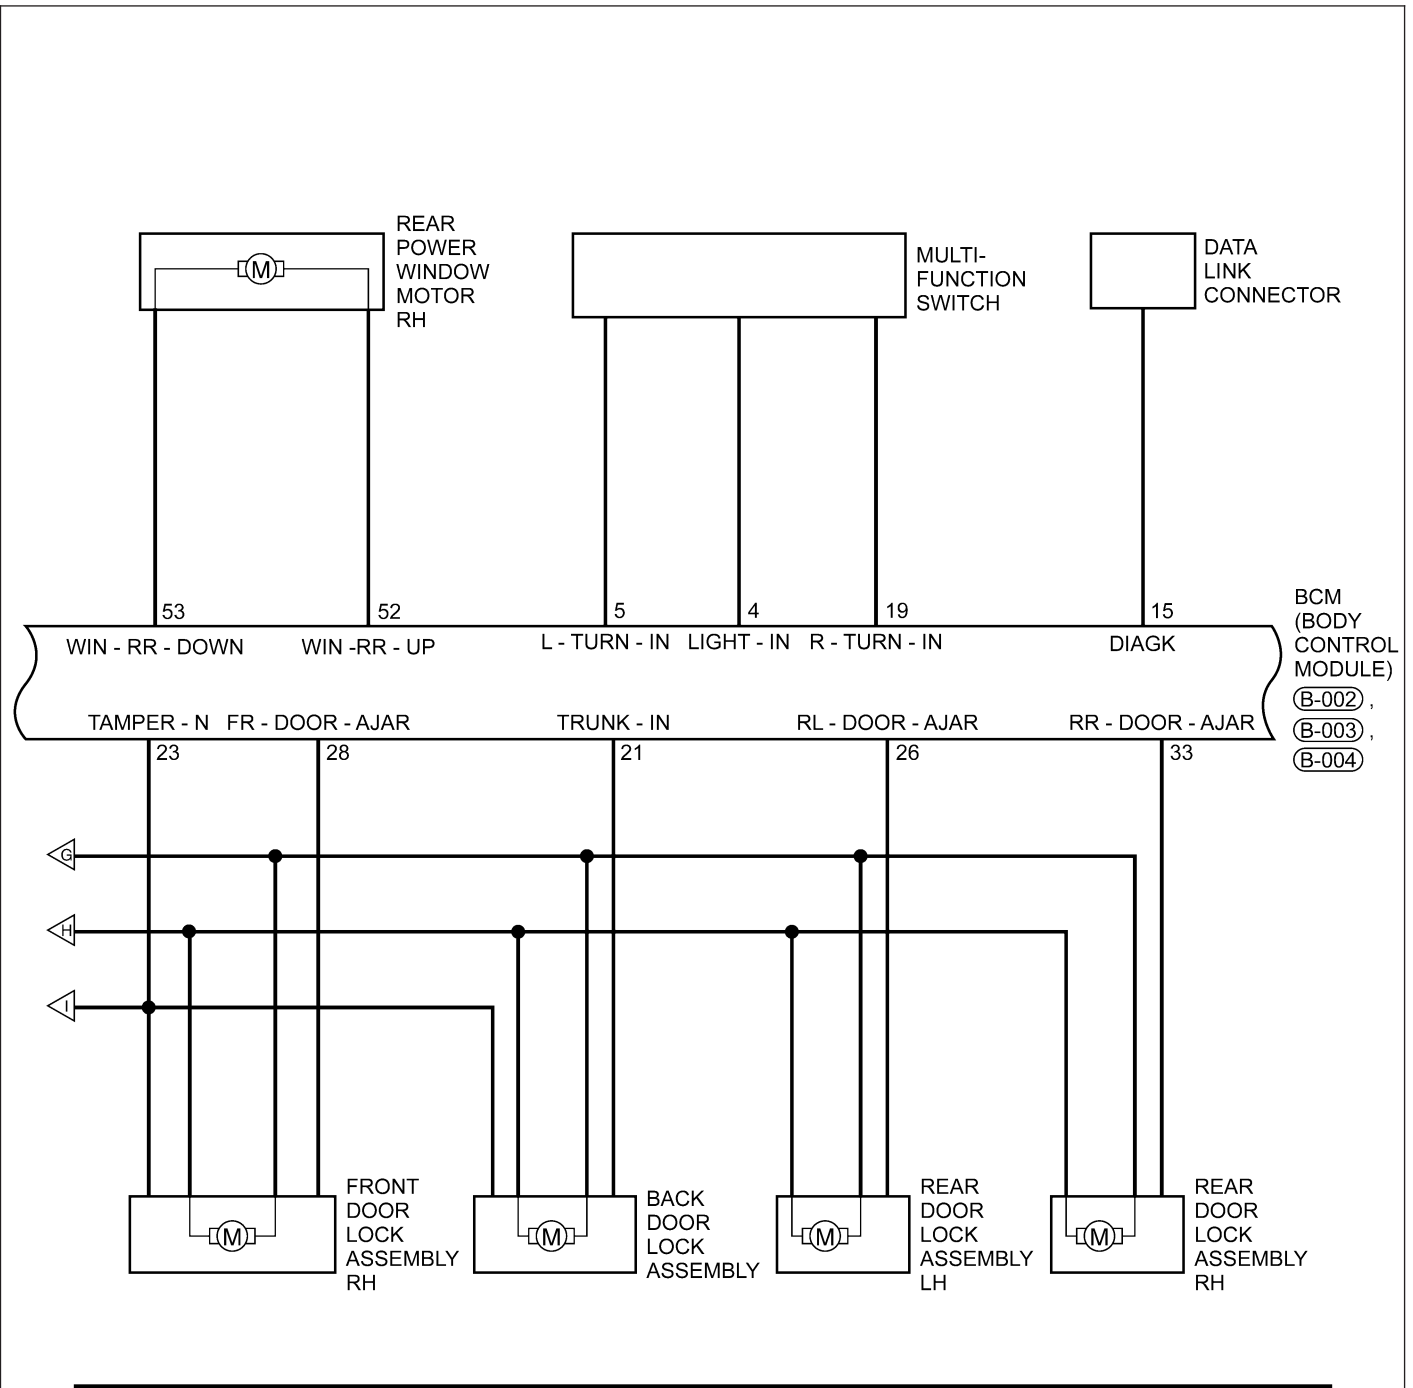 REAR
POWER
WINDOW
MOTOR
RH
M
MULTI-
FUNCTION
SWITCH
DATA
LINK
CONNECTOR
53
52
5
4
19
15
WIN - RR - DOWN
WIN -RR - UP
L - TURN - IN
LIGHT - IN
R - TURN - IN
DIAGK
BCM
(BODY
CONTROL
MODULE)
B-002 ,
B-003 ,
B-004
TAMPER - N
FR - DOOR - AJAR
TRUNK - IN
RL - DOOR - AJAR
RR - DOOR - AJAR
23
28
21
26
33
G
H
I
M
FRONT
DOOR
LOCK
ASSEMBLY
RH
M
BACK
DOOR
LOCK
ASSEMBLY
M
REAR
DOOR
LOCK
ASSEMBLY
LH
M
REAR
DOOR
LOCK
ASSEMBLY
RH